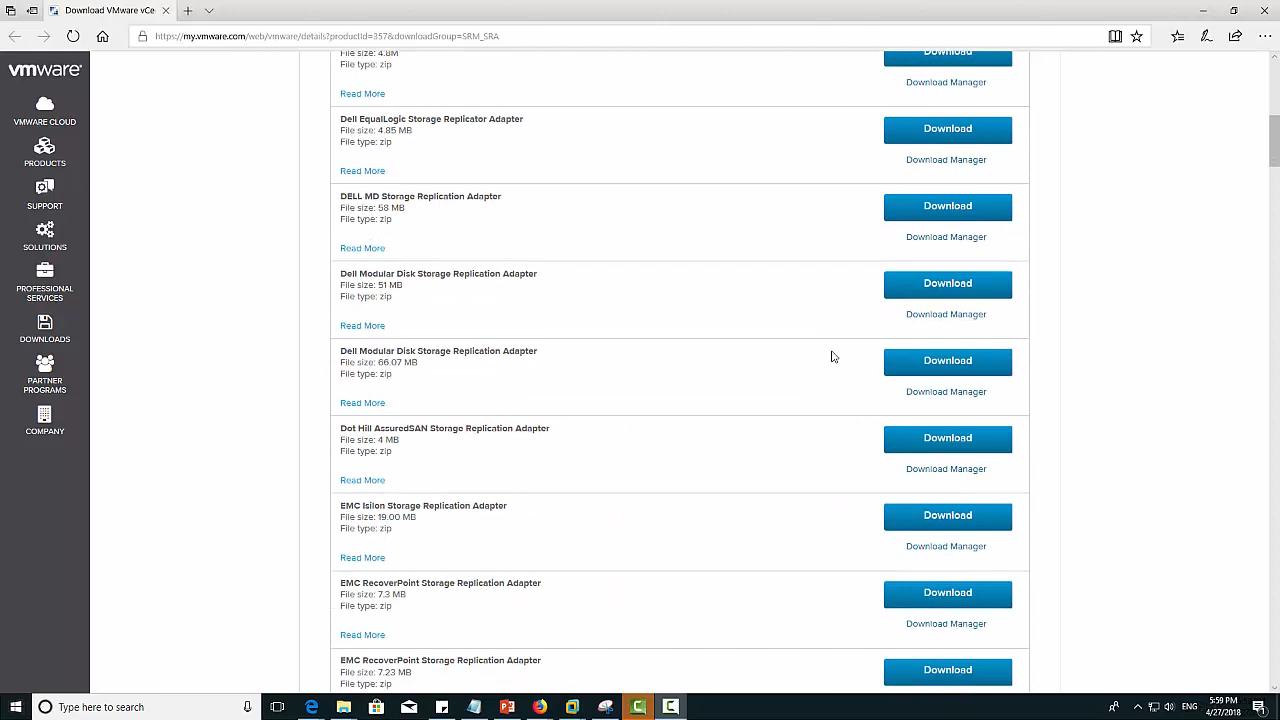 Download VMware vCe
https://my.vmware.com/web/vmware/details?productId=357&downloadGroup=SRM_SRA
vmware
VMWARE CLOUD
PRODUCTS
SUPPORT
SOLUTIONS
PROFESSIONAL
SERVICES
DOWNLOADS
PARTNER
PROGRAMS
COMPANY
File size: 4.8M
File type: zip
Read More
Download
Download Manager
Dell EqualLogic Storage Replicator Adapter
File size: 4.85 MB
File type: zip
Read More
Download
Download Manager
DELL MD Storage Replication Adapter
File size: 58 MB
File type: zip
Read More
Download
Download Manager
Dell Modular Disk Storage Replication Adapter
File size: 51 MB
File type: zip
Read More
Download
Download Manager
Dell Modular Disk Storage Replication Adapter
File size: 66.07 MB
File type: zip
Read More
Download
Download Manager
Dot Hill AssuredSAN Storage Replication Adapter
File size: 4 MB
File type: zip
Read More
Download
Download Manager
EMC Isilon Storage Replication Adapter
File size: 19.00 MB
File type: zip
Read More
Download
Download Manager
EMC RecoverPoint Storage Replication Adapter
File size: 7.3 MB
File type: zip
Read More
Download
Download Manager
EMC RecoverPoint Storage Replication Adapter
File size: 7.23 MB
File type: zip
Download
Type here to search
ENG
5:59 PM
4/27/2018